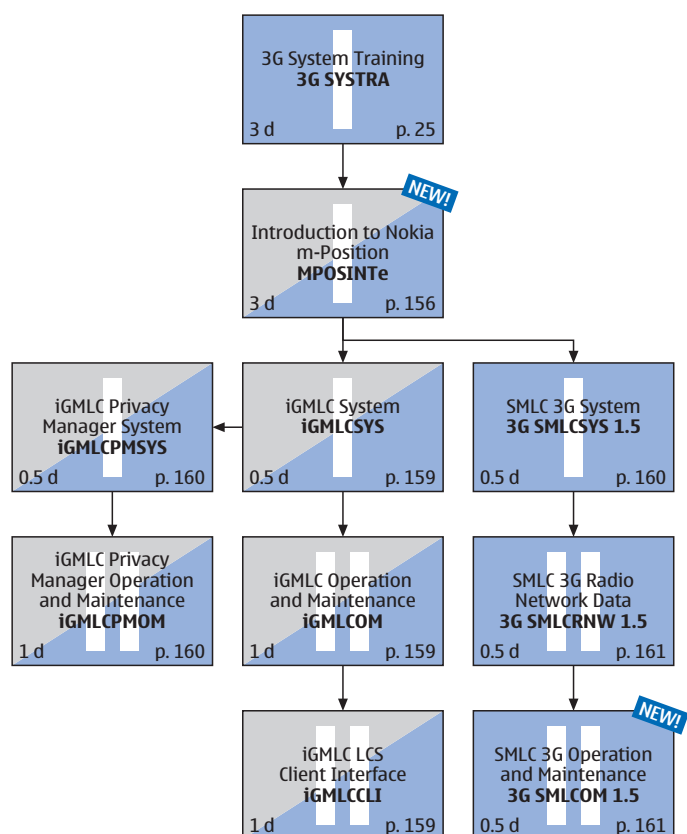 3G System Training
3G SYSTRA
3 d p. 25
NEW!
Introduction to Nokia
m-Position
MPOSINTe
3 d p. 156
iGMLC Privacy
Manager System
iGMLCPMSYS
0.5 d p. 160
iGMLC System
iGMLCSYS
0.5 d p. 159
SMLC 3G System
3G SMLCSYS 1.5
0.5 d p. 160
iGMLC Privacy
Manager Operation
and Maintenance
iGMLCPMOM
1 d p. 160
iGMLC Operation
and Maintenance
iGMLCOM
1 d p. 159
SMLC 3G Radio
Network Data
3G SMLCRNW 1.5
0.5 d p. 161
iGMLC LCS
Client Interface
iGMLCCLI
1 d p. 159
NEW!
SMLC 3G Operation
and Maintenance
3G SMLCOM 1.5
0.5 d p. 161